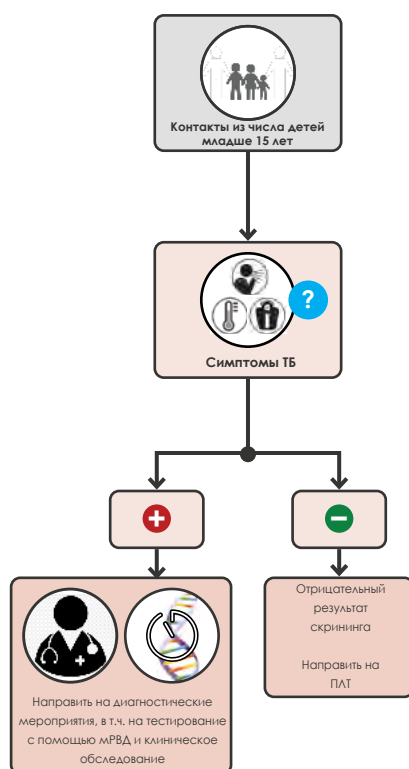 Контакты из числа детей
младше 15 лет
?
Симптомы ТБ
Направить на диагностические
мероприятия, в т.ч. на тестирование
с помощью мРВД и клиническое
обследование
Отрицательный
результат
скрининга
Направить на
ПЛТ